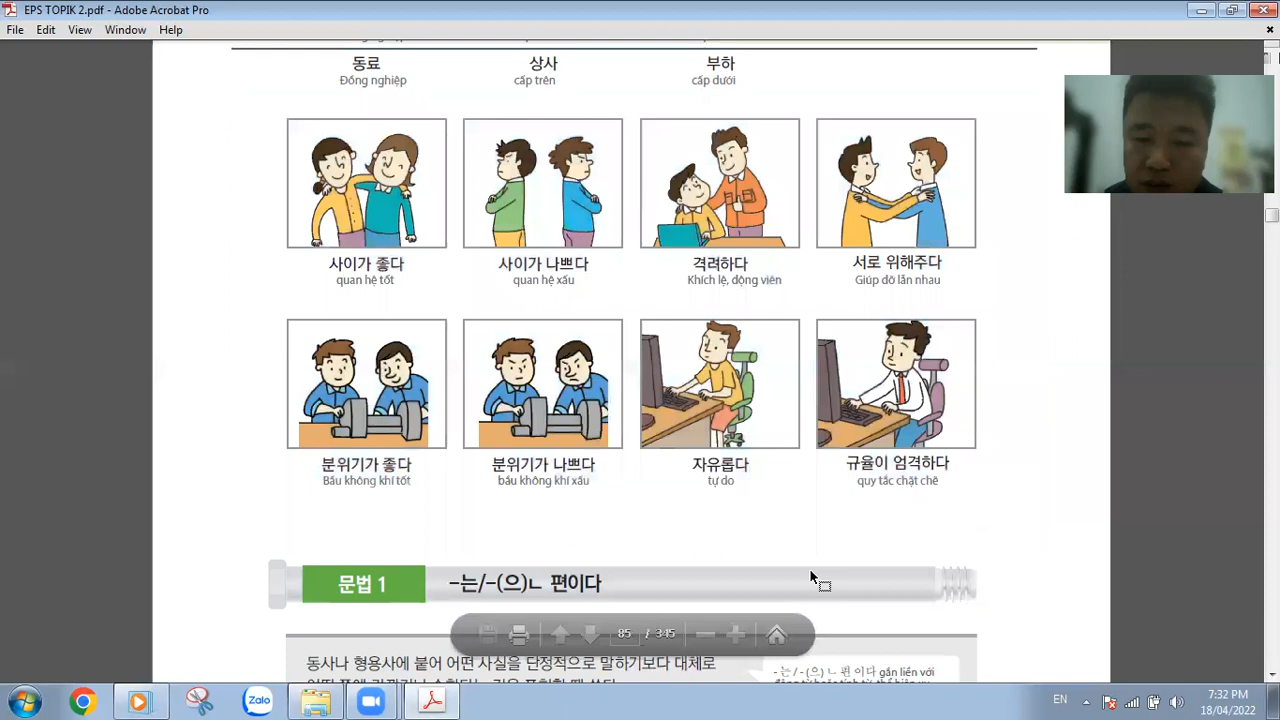 EPS TOPIK 2.pdf - Adobe Acrobat Pro
File Edit View Window Help
동료 상사 부하
Đồng nghiệp cấp trên cấp dưới
사이가 좋다 사이가 나쁘다 격려하다 서로 위해주다
quan hệ tốt quan hệ xấu Khích lệ, động viên Giúp dỡ lẫn nhau
분위기가 좋다 분위기가 나쁘다 자유롭다 규율이 엄격하다
Bầu không khí tốt bầu không khí xấu tự do quy tắc chặt chẽ
문법 1 -는/-(으)ㄴ 편이다
85 / 345
동사나 형용사에 붙어 어떤 사실을 단정적으로 말하기보다 대체로
- 는 / - (으) ㄴ 편 이다 gắn liền với
Zalo
EN
7:32 PM
18/04/2022